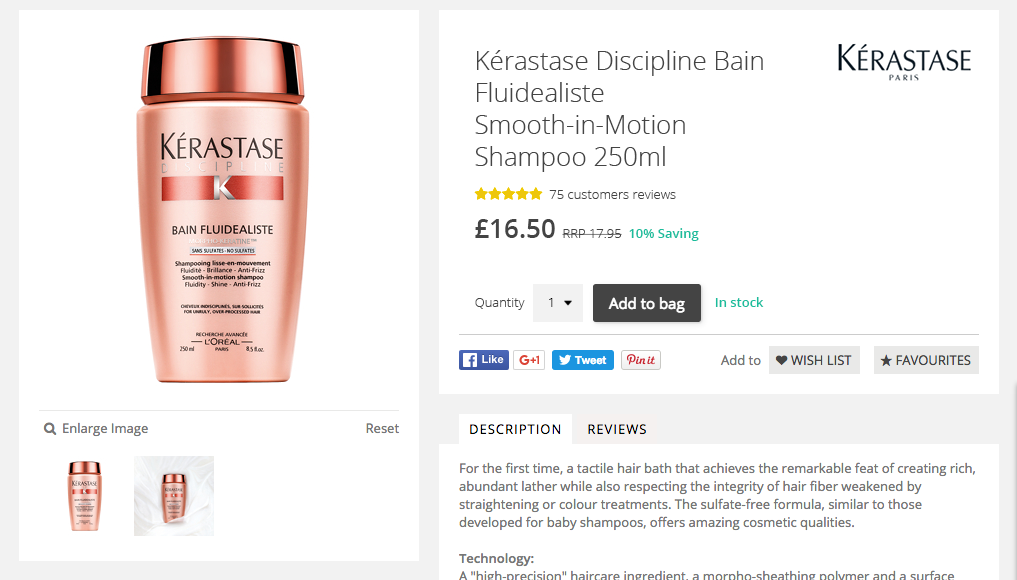 KÉRASTASE
DISCIPLINE
K
BAIN FLUIDEALISTE
SANS SULFATES - NO SULFATES
Shampooing lisse-en-mouvement
Fluidité - Brillance - Anti-Frizz
Smooth-in-motion shampoo
Fluidity - Shine - Anti-Frizz
CHEVEUX INDISCIPLINÉS, SUR-SOLLICITÉS
FOR UNRULY, OVER-PROCESSED HAIR
RECHERCHE AVANCÉE
L'ORÉAL
250 ml PARIS 8.5 fl.oz.
Enlarge Image Reset
KÉRASTASE
KÉRASTASE
Kérastase Discipline Bain
Fluidealiste
Smooth-in-Motion
Shampoo 250ml
KÉRASTASE
PARIS
75 customers reviews
£16.50 RRP 17.95 10% Saving
Quantity 1 Add to bag In stock
Like G+1 Tweet Pin it Add to WISH LIST FAVOURITES
DESCRIPTION REVIEWS
For the first time, a tactile hair bath that achieves the remarkable feat of creating rich,
abundant lather while also respecting the integrity of hair fiber weakened by
straightening or colour treatments. The sulfate-free formula, similar to those
developed for baby shampoos, offers amazing cosmetic qualities.
Technology:
A "high-precision" haircare ingredient, a morpho-sheathing polymer and a surface